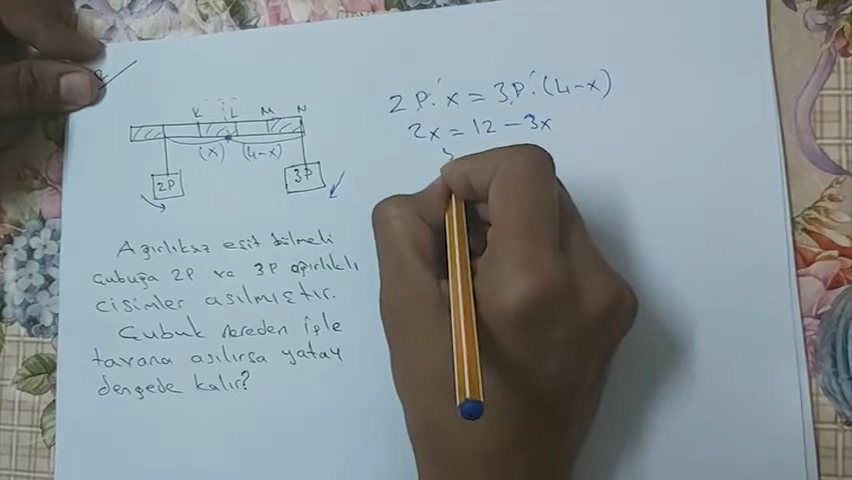 2P . x = 3P . (4-x)
2x = 12 - 3x
5
K L M N
(x) (4-x)
2P 3P
Ağırlıksız eşit bölmeli
çubuğa 2P ve 3P ağırlıklı
cisimler asılmıştır.
Çubuk nereden iple
tavana asılırsa yatay
dengede kalır?